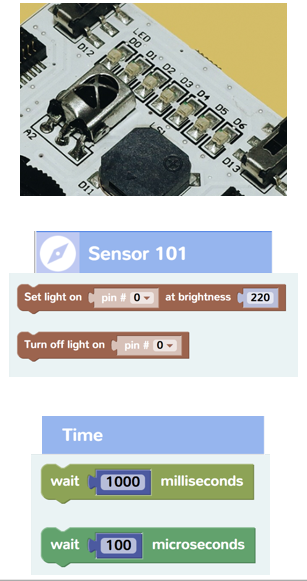 LED
D0
D1
D2
D3
D4
D5
D6
D12
D13
A2
D11
Sensor 101
Set light on pin # 0 at brightness 220
Turn off light on pin # 0
Time
wait 1000 milliseconds
wait 100 microseconds